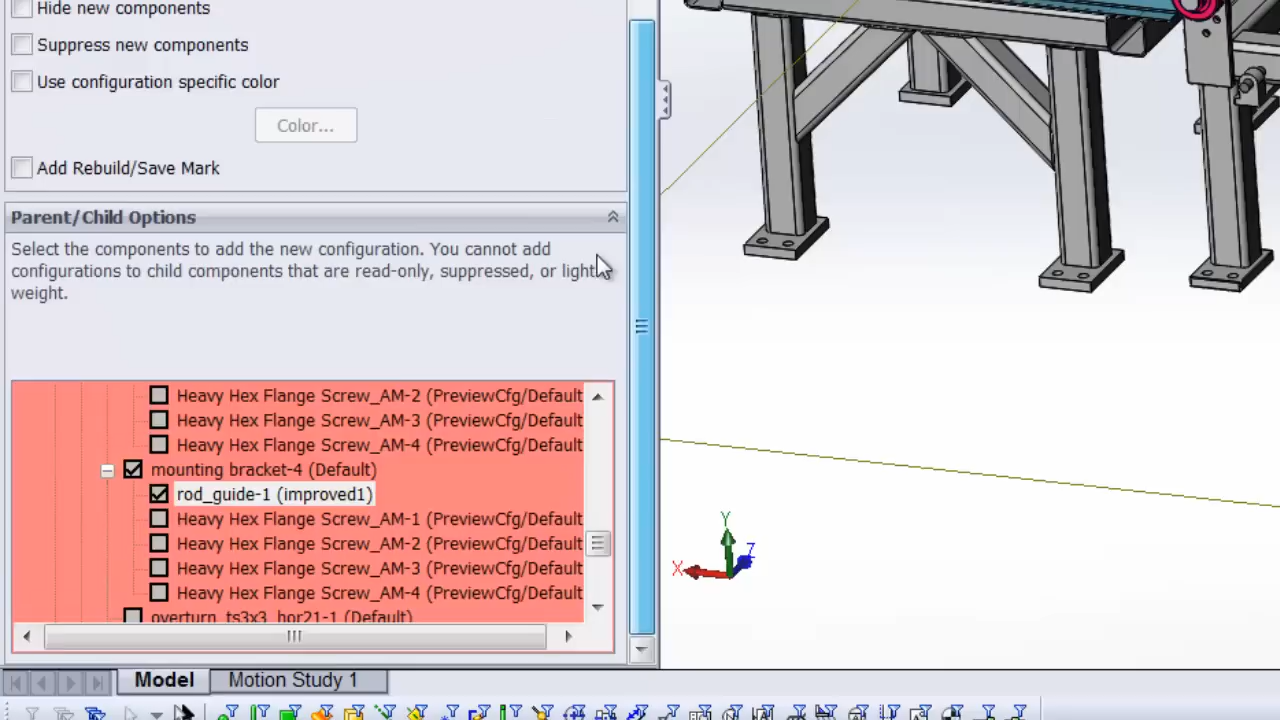 Hide new components
Suppress new components
Use configuration specific color
Color...
Add Rebuild/Save Mark
Parent/Child Options
Select the components to add the new configuration. You cannot add
configurations to child components that are read-only, suppressed, or light
weight.
Heavy Hex Flange Screw_AM-2 (PreviewCfg/Default
Heavy Hex Flange Screw_AM-3 (PreviewCfg/Default
Heavy Hex Flange Screw_AM-4 (PreviewCfg/Default
mounting bracket-4 (Default)
rod_guide-1 (improved1)
Heavy Hex Flange Screw_AM-1 (PreviewCfg/Default
Heavy Hex Flange Screw_AM-2 (PreviewCfg/Default
Heavy Hex Flange Screw_AM-3 (PreviewCfg/Default
Heavy Hex Flange Screw_AM-4 (PreviewCfg/Default
overturn_ts3x3_hor21-1 (Default)
Y
Z
X
Model
Motion Study 1